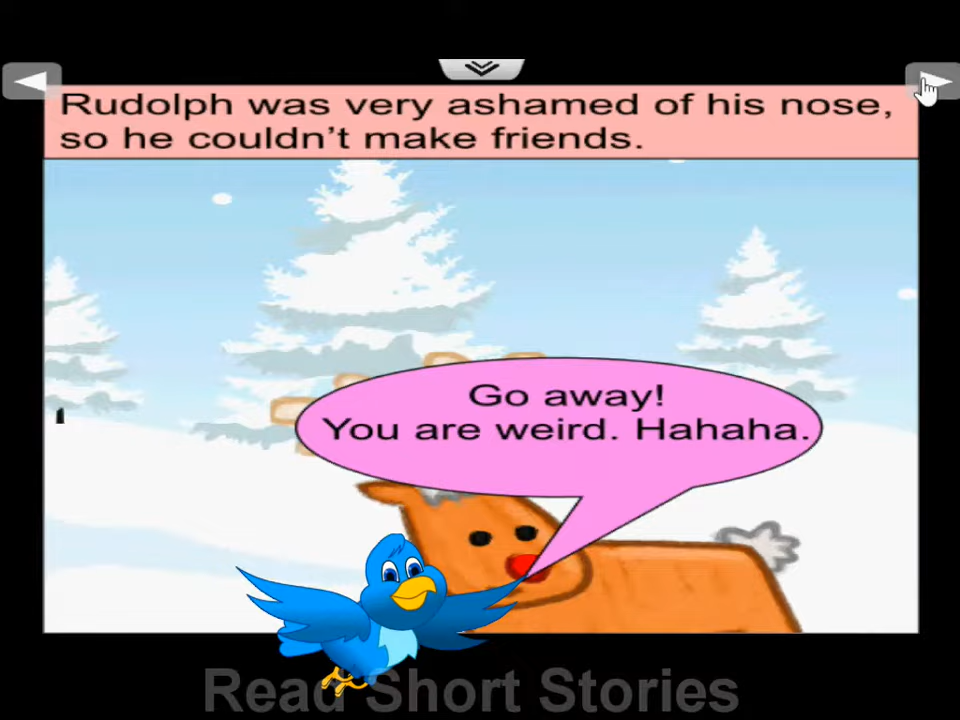 Rudolph was very ashamed of his nose,
so he couldn't make friends.
Go away!
You are weird. Hahaha.
Read Short Stories